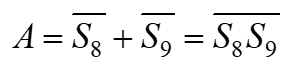 $A = \overline{S_8} + \overline{S_9} = \overline{S_8 S_9}$